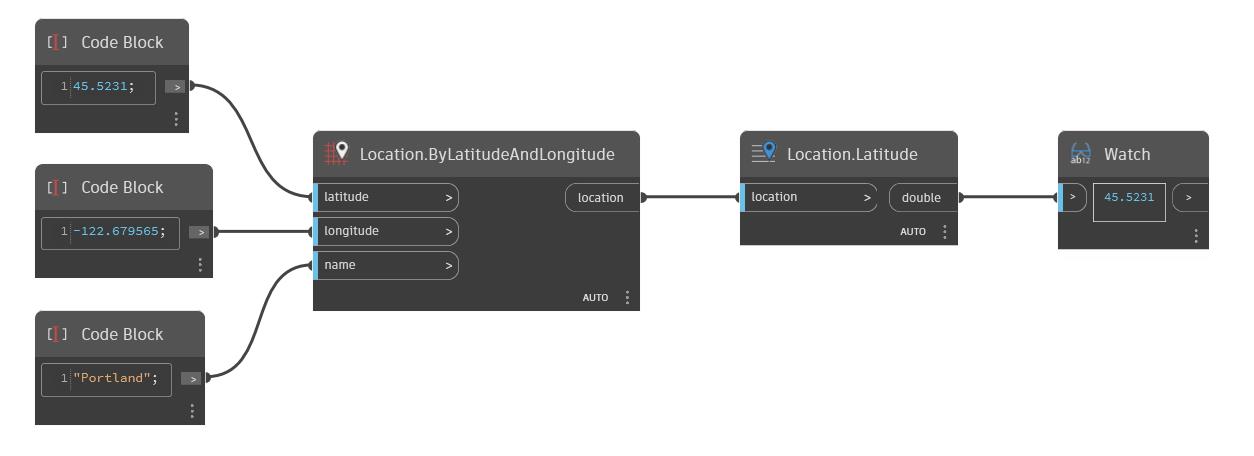 [I] Code Block
1 45.5231; >
[I] Code Block
1 -122.679565; >
[I] Code Block
1 "Portland"; >
Location.ByLatitudeAndLongitude
latitude > location
longitude >
name >
AUTO
Location.Latitude
location > double
AUTO
ab12 Watch
> 45.5231 >